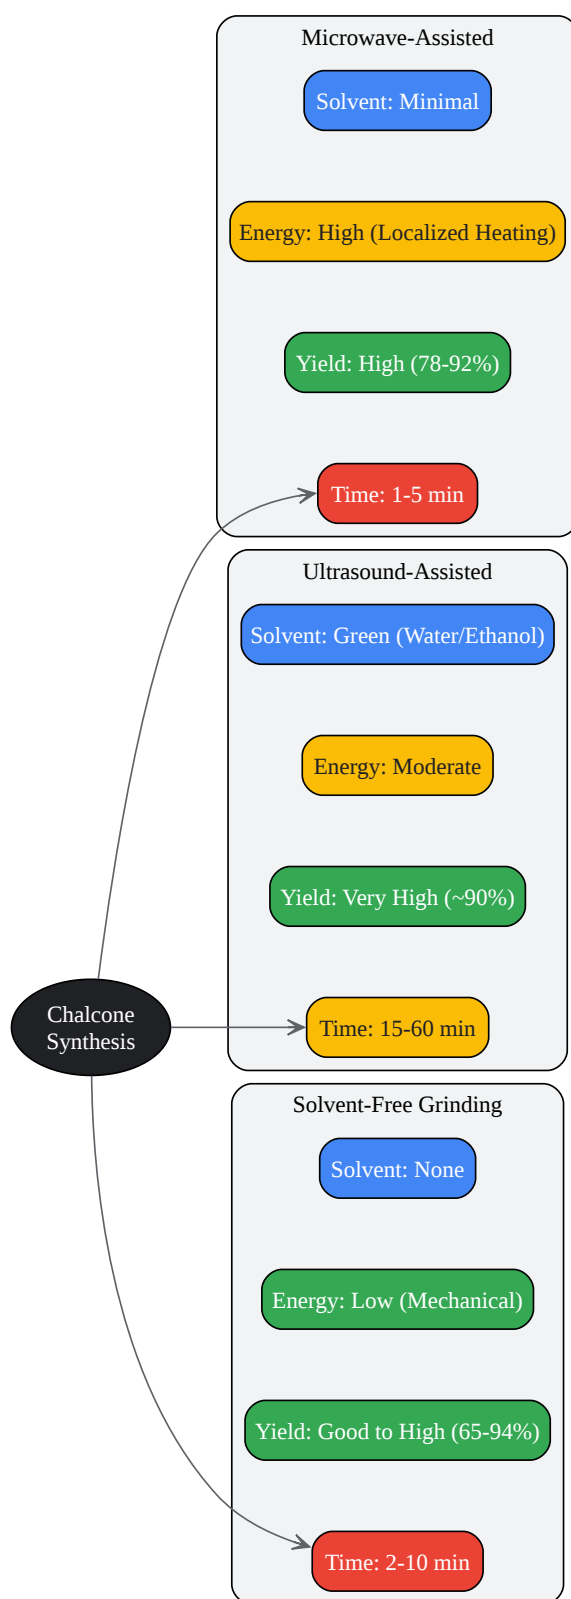 Microwave-Assisted
Solvent: Minimal
Energy: High (Localized Heating)
Yield: High (78-92%)
Time: 1-5 min
Ultrasound-Assisted
Solvent: Green (Water/Ethanol)
Energy: Moderate
Yield: Very High (~90%)
Chalcone
Synthesis
Time: 15-60 min
Solvent-Free Grinding
Solvent: None
Energy: Low (Mechanical)
Yield: Good to High (65-94%)
Time: 2-10 min